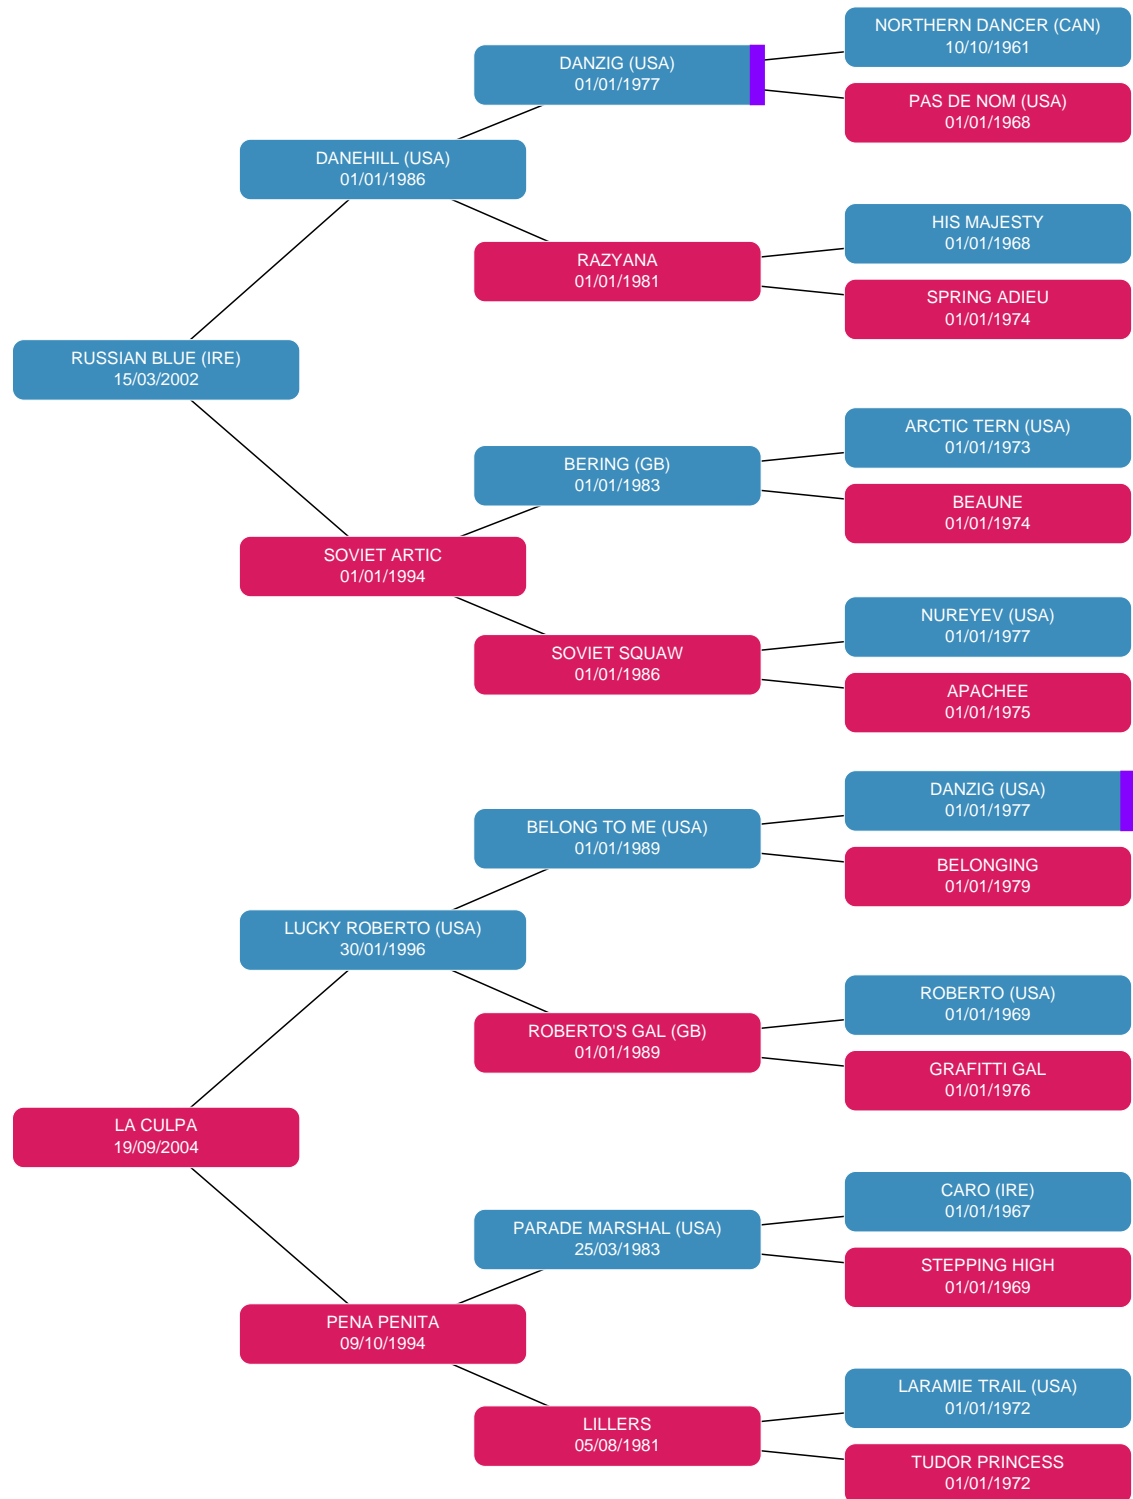 NORTHERN DANCER (CAN)
10/10/1961
DANZIG (USA)
01/01/1977
PAS DE NOM (USA)
01/01/1968
DANEHILL (USA)
01/01/1986
HIS MAJESTY
01/01/1968
RAZYANA
01/01/1981
SPRING ADIEU
01/01/1974
RUSSIAN BLUE (IRE)
15/03/2002
ARCTIC TERN (USA)
01/01/1973
BERING (GB)
01/01/1983
BEAUNE
01/01/1974
SOVIET ARTIC
01/01/1994
NUREYEV (USA)
01/01/1977
SOVIET SQUAW
01/01/1986
APACHEE
01/01/1975
DANZIG (USA)
01/01/1977
BELONG TO ME (USA)
01/01/1989
BELONGING
01/01/1979
LUCKY ROBERTO (USA)
30/01/1996
ROBERTO (USA)
01/01/1969
ROBERTO'S GAL (GB)
01/01/1989
GRAFITTI GAL
01/01/1976
LA CULPA
19/09/2004
CARO (IRE)
01/01/1967
PARADE MARSHAL (USA)
25/03/1983
STEPPING HIGH
01/01/1969
PENA PENITA
09/10/1994
LARAMIE TRAIL (USA)
01/01/1972
LILLERS
05/08/1981
TUDOR PRINCESS
01/01/1972